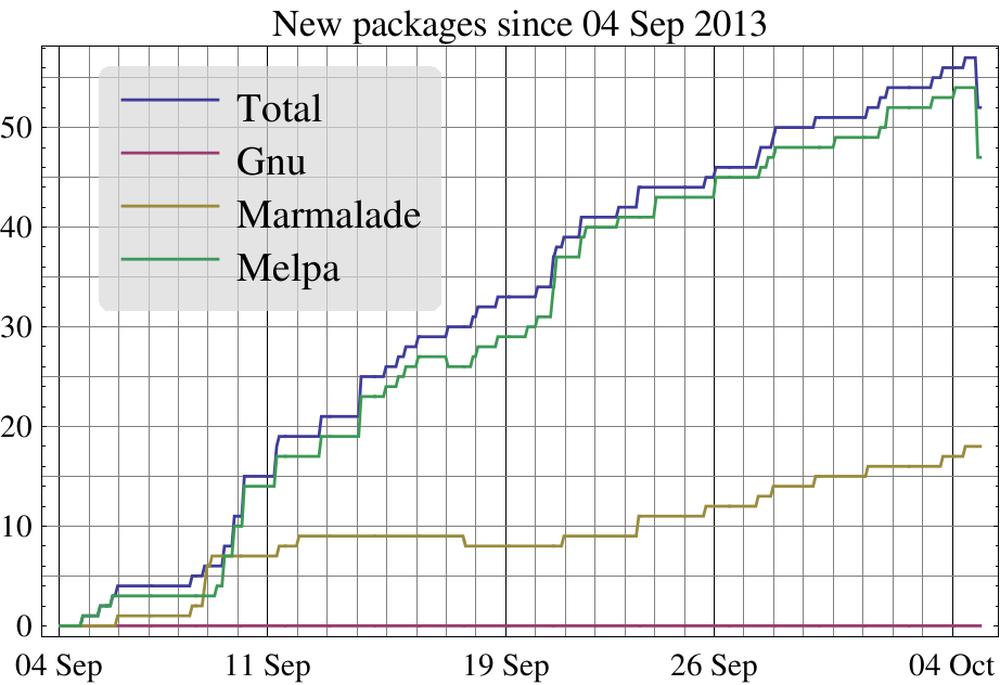 New packages since 04 Sep 2013
Total
Gnu
Marmalade
Melpa
50
40
30
20
10
0
04 Sep 11 Sep 19 Sep 26 Sep 04 Oct